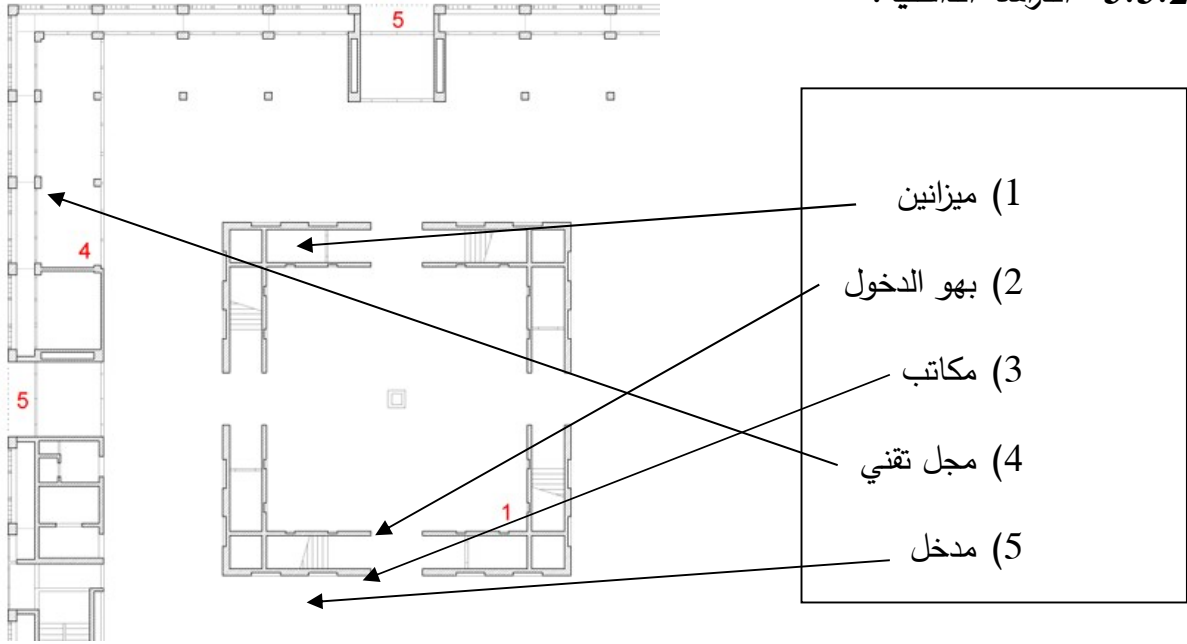 5
1) ميزانين
4
2) بهو الدخول
3) مكاتب
5
4) مجل تقني
1
5) مدخل